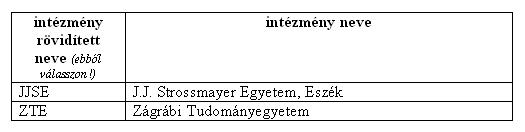 intézmény
rövidített
neve (ebből
válasszon!)
intézmény neve
JJSE J.J. Strossmayer Egyetem, Eszék
ZTE Zágrábi Tudományegyetem